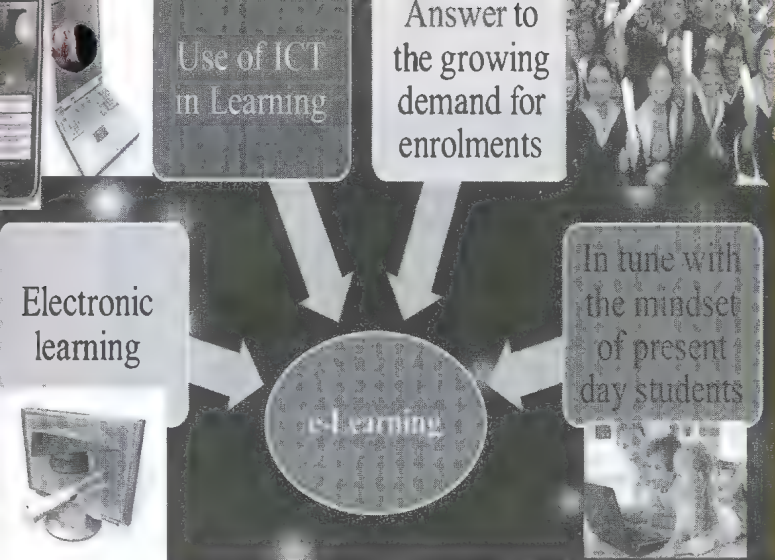 Use of ICT
in Learning
Answer to
the growing
demand for
enrolments
Electronic
learning
In tune with
the mindset
of present
day students
e-Learning